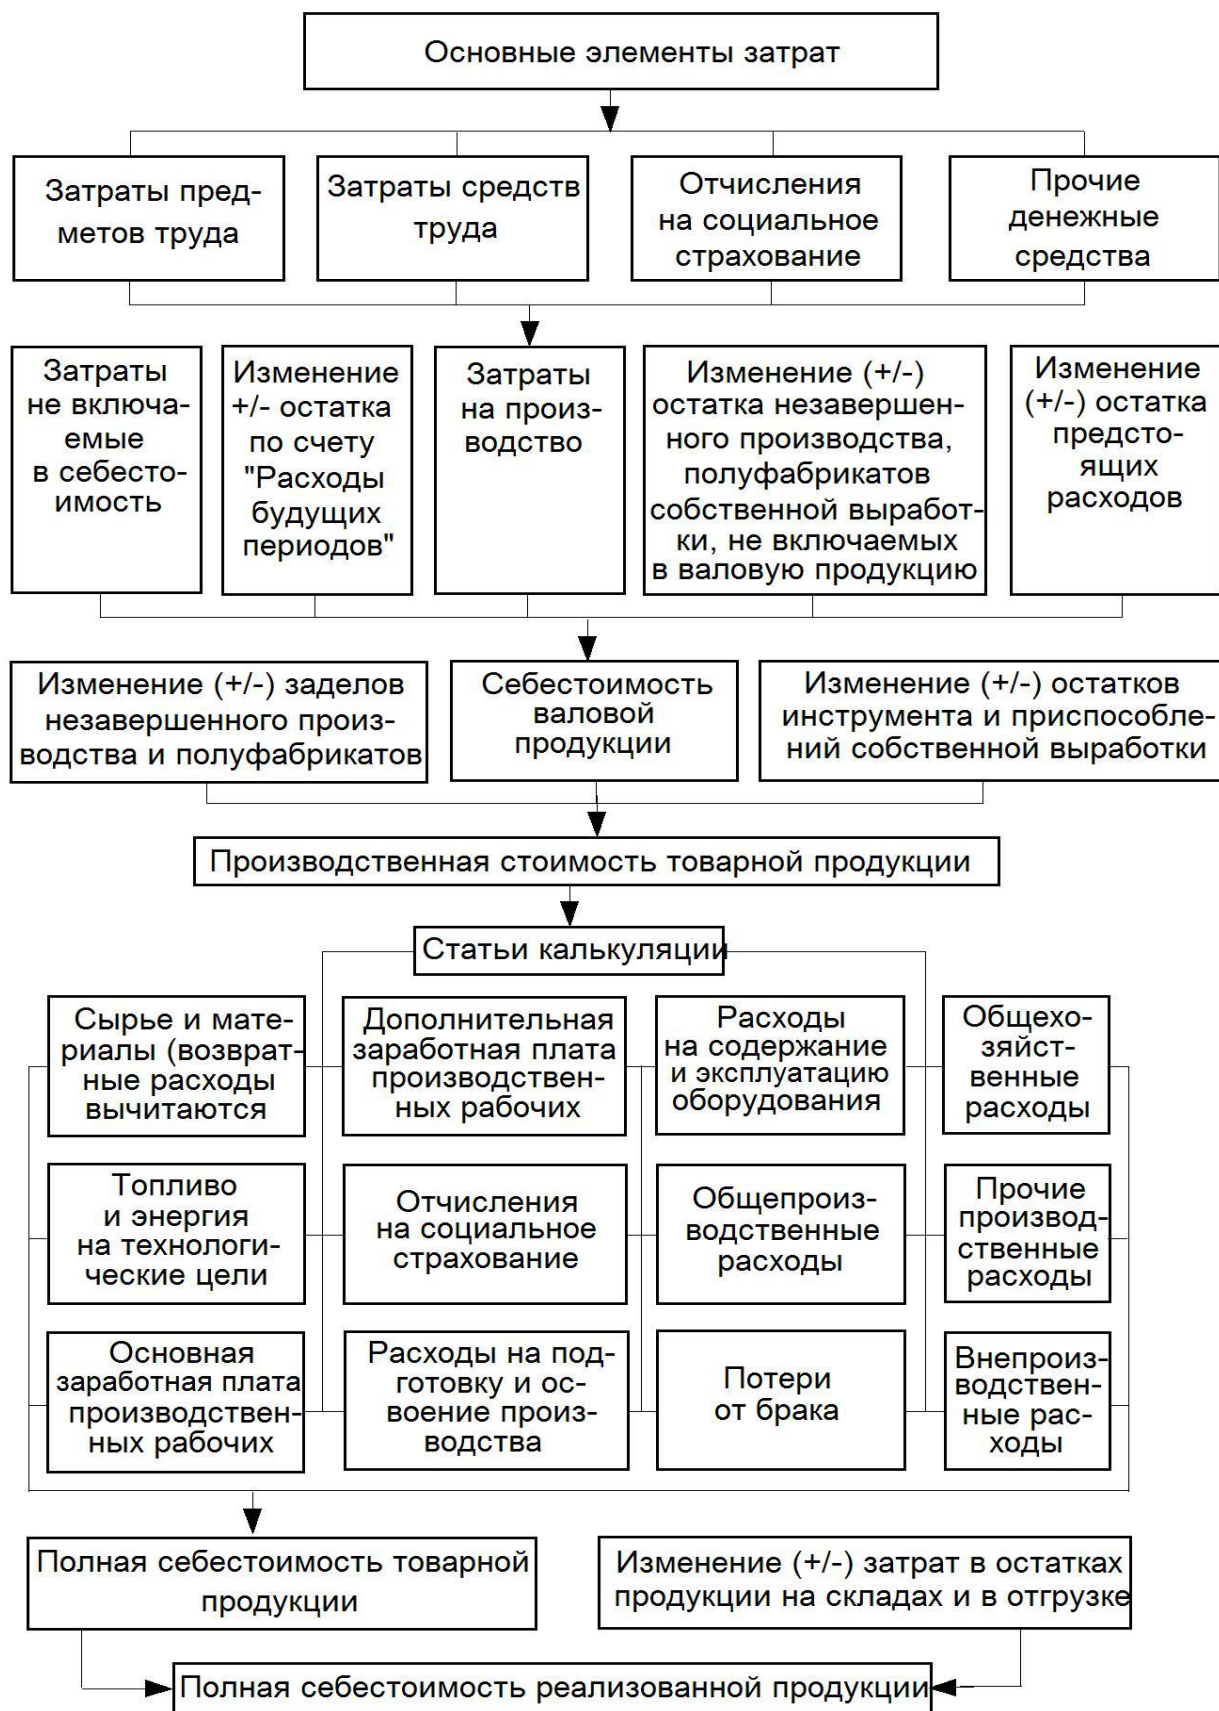 Основные элементы затрат
Затраты пред-
метов труда
Затраты средств
труда
Отчисления
на социальное
страхование
Прочие
денежные
средства
Затраты
не включа-
емые
в себесто-
имость
Изменение
+/- остатка
по счету
"Расходы
будущих
периодов"
Затраты
на произ-
водство
Изменение (+/-)
остатка незавершен-
ного производства,
полуфабрикатов
собственной выработ-
ки, не включаемых
в валовую продукцию
Изменение
(+/-) остатка
предсто-
ящих
расходов
Изменение (+/-) заделов
незавершенного произ-
водства и полуфабрикатов
Себестоимость
валовой
продукции
Изменение (+/-) остатков
инструмента и приспособле-
ний собственной выработки
Производственная стоимость товарной продукции
Статьи калькуляции
Сырье и мате-
риалы (возврат-
ные расходы
вычитаются
Дополнительная
заработная плата
производствен-
ных рабочих
Расходы
на содержание
и эксплуатацию
оборудования
Общехо-
зяйст-
венные
расходы
Топливо
и энергия
на технологи-
ческие цели
Отчисления
на социальное
страхование
Общепроиз-
водственные
расходы
Прочие
производ-
ственные
расходы
Основная
заработная плата
производствен-
ных рабочих
Расходы на под-
готовку и ос-
воение произ-
водства
Потери
от брака
Внепроиз-
водствен-
ные рас-
ходы
Полная себестоимость товарной
продукции
Изменение (+/-) затрат в остатках
продукции на складах и в отгрузке
Полная себестоимость реализованной продукции